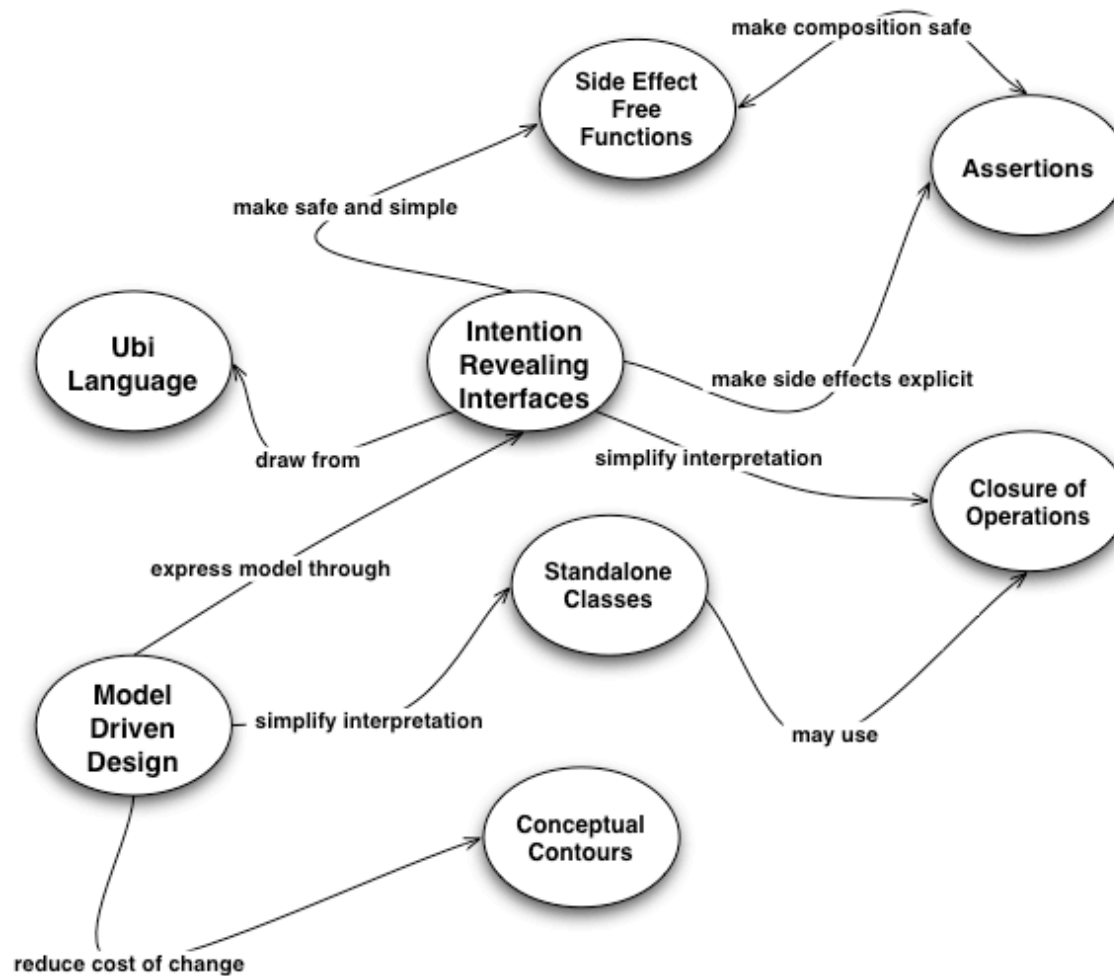 make composition safe
Side Effect
Free
Functions
Assertions
make safe and simple
Ubi
Language
Intention
Revealing
Interfaces
make side effects explicit
draw from
simplify interpretation
Closure of
Operations
express model through
Standalone
Classes
Model
Driven
Design
simplify interpretation
may use
Conceptual
Contours
reduce cost of change